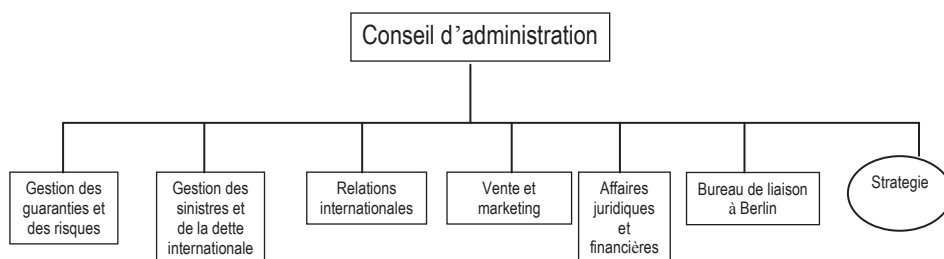 Conseil d'administration
Gestion des
guaranties et
des risques
Gestion des
sinistres et
de la dette
internationale
Relations
internationales
Vente et
marketing
Affaires
juridiques
et
financières
Bureau de liaison
à Berlin
Strategie